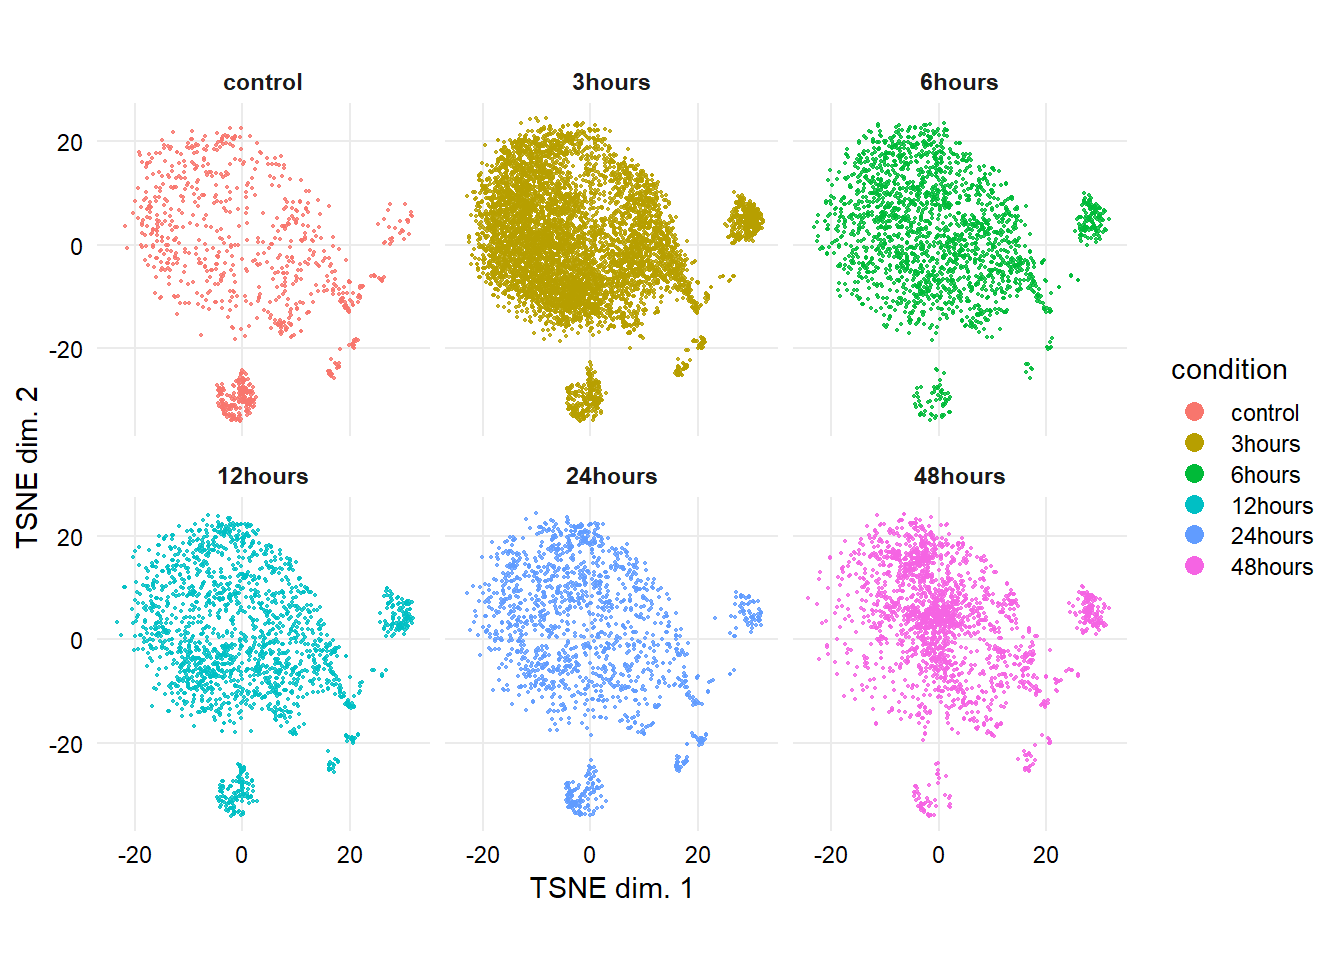 control 3hours 6hours
20
0
-20
12hours 24hours 48hours
20
0
-20
-20 0 20 -20 0 20 -20 0 20
TSNE dim. 1
TSNE dim. 2
condition
control
3hours
6hours
12hours
24hours
48hours